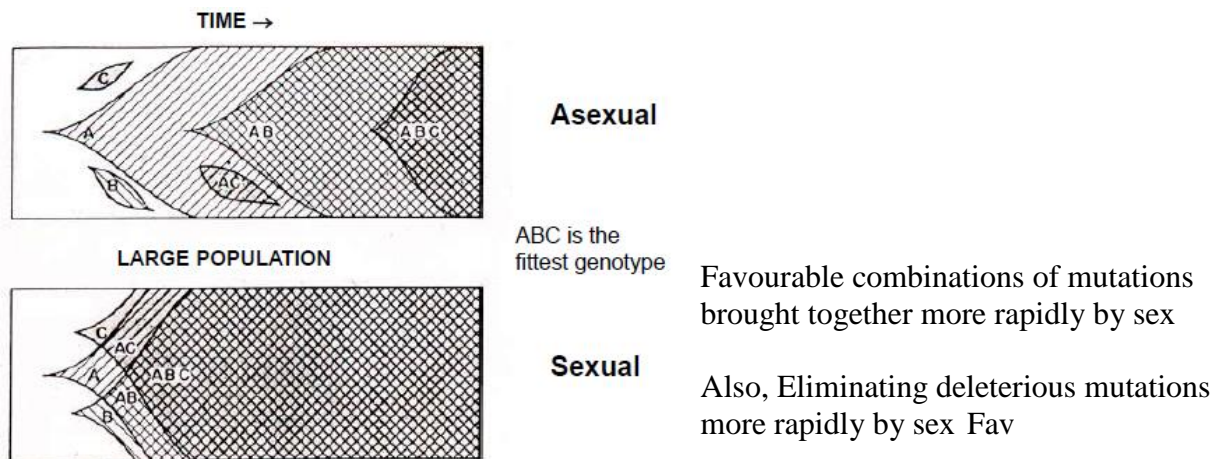 TIME →
C
A
B
AB
AC
ABC
Asexual
LARGE POPULATION
ABC is the
fittest genotype
C
AC
A
ABC
AB
B
Sexual
Favourable combinations of mutations
brought together more rapidly by sex
Also, Eliminating deleterious mutations
more rapidly by sex Fav